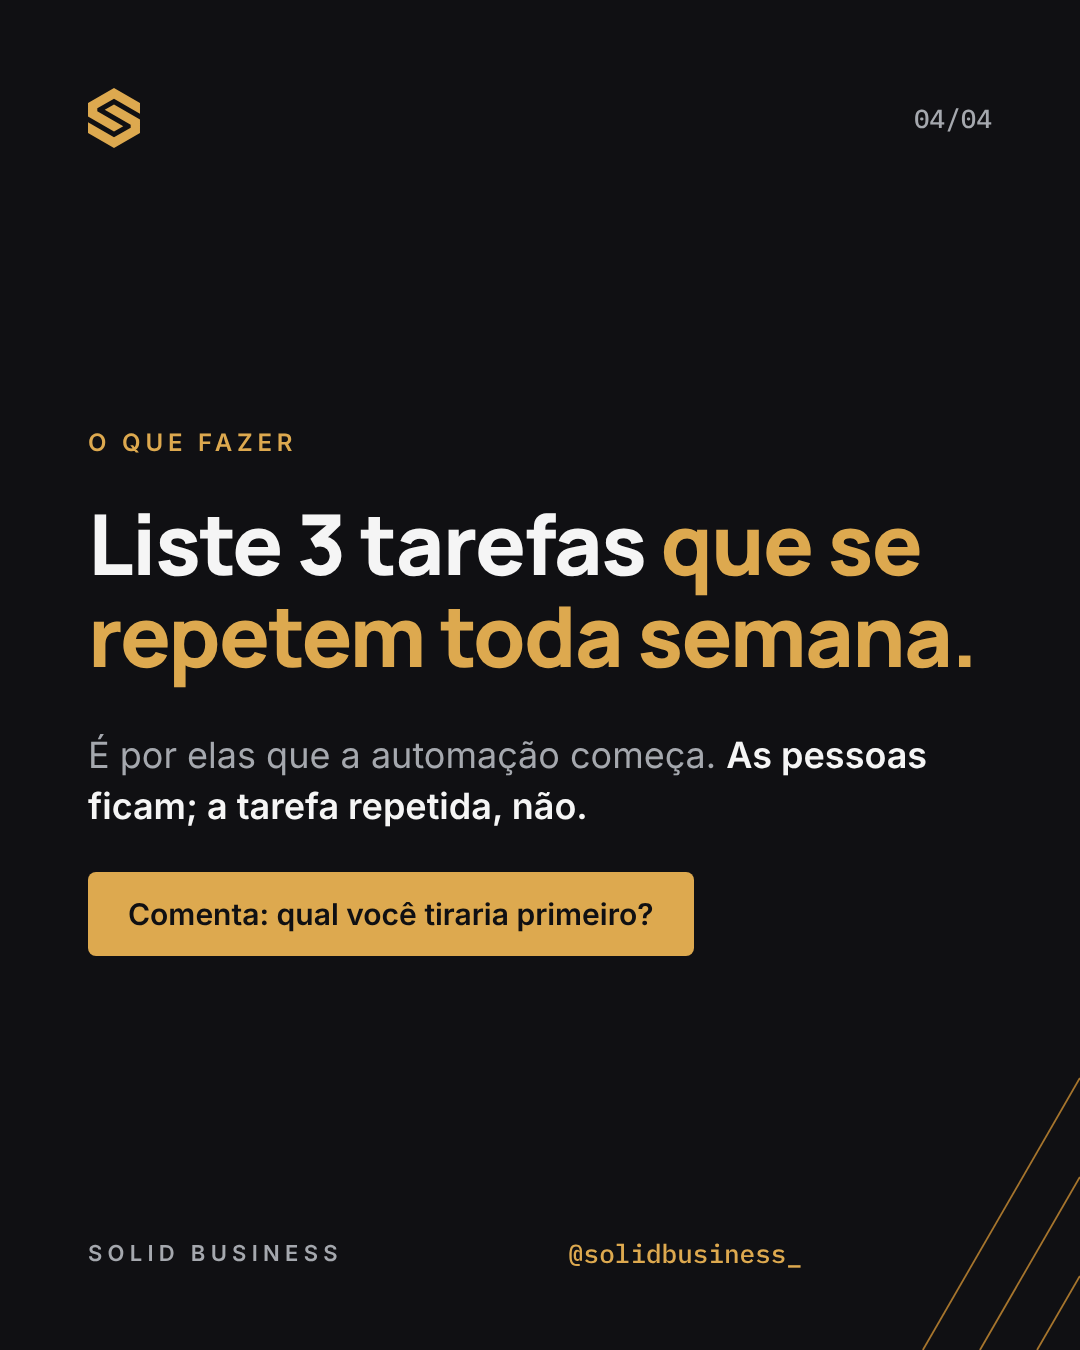 04/04
O QUE FAZER
Liste 3 tarefas que se
repetem toda semana.
É por elas que a automação começa. As pessoas
ficam; a tarefa repetida, não.
Comenta: qual você tiraria primeiro?
SOLID BUSINESS
@solidbusiness_